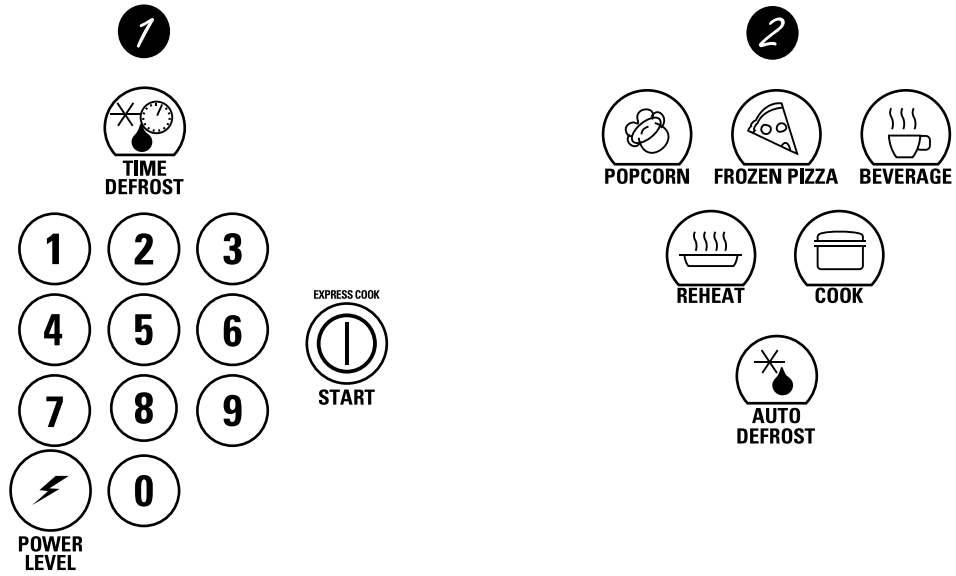 1
2
TIME
DEFROST
POPCORN FROZEN PIZZA BEVERAGE
1 2 3
REHEAT COOK
EXPRESS COOK
4 5 6
START
7 8 9
AUTO
DEFROST
0
POWER
LEVEL